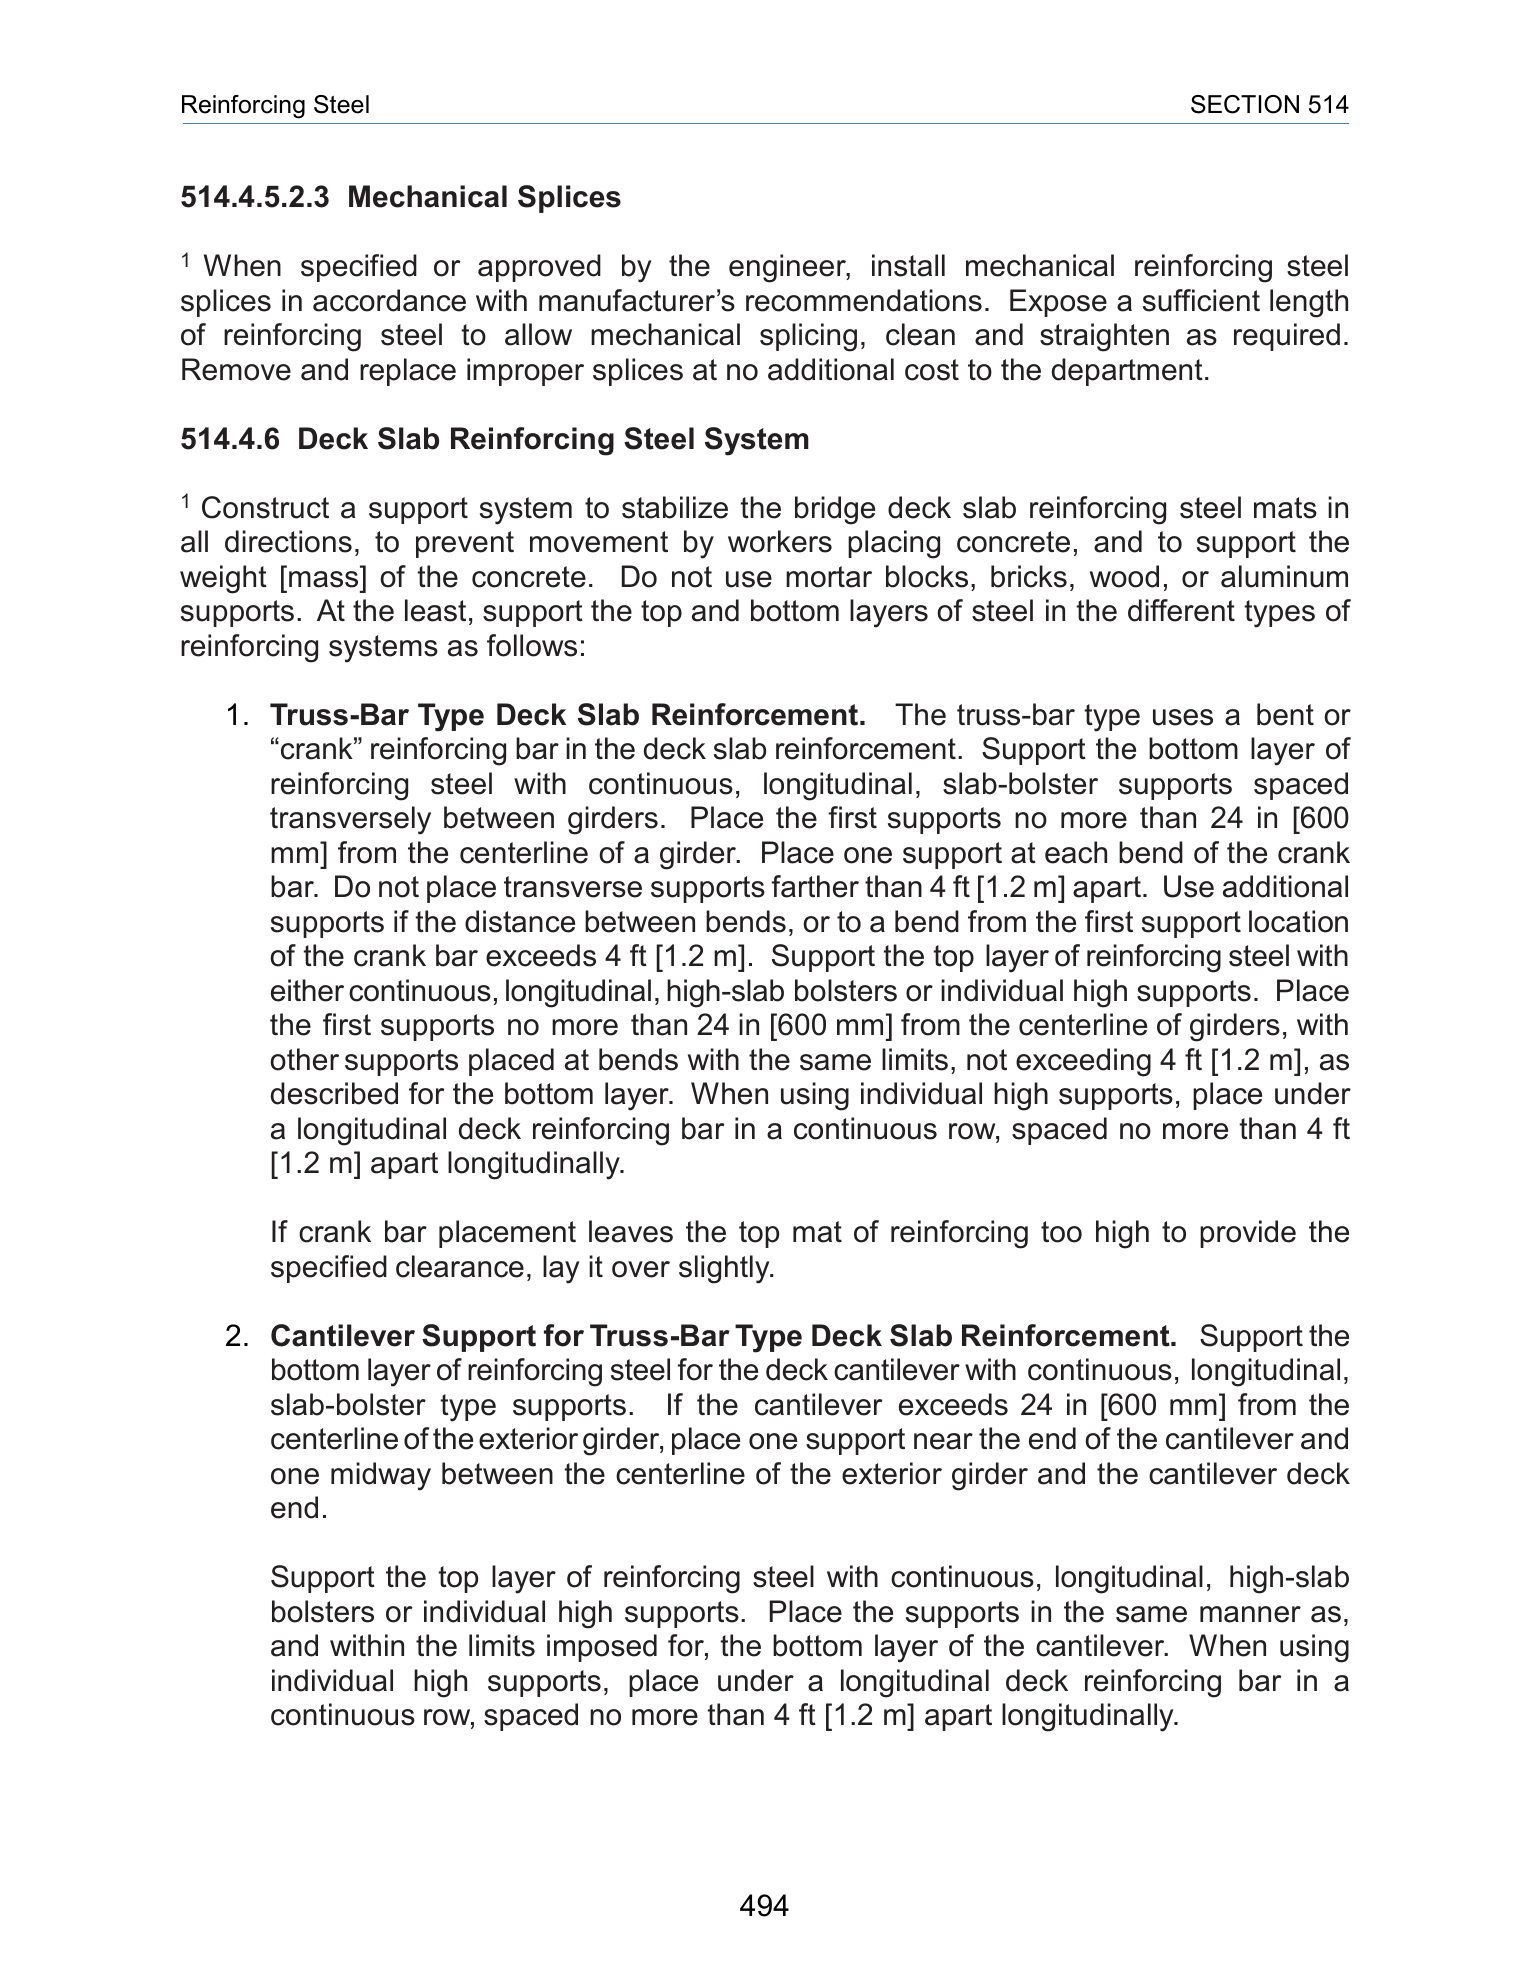 Reinforcing Steel SECTION 514
514.4.5.2.3 Mechanical Splices
1 When specified or approved by the engineer, install mechanical reinforcing steel
splices in accordance with manufacturer’s recommendations. Expose a sufficient length
of reinforcing steel to allow mechanical splicing, clean and straighten as required.
Remove and replace improper splices at no additional cost to the department.
514.4.6 Deck Slab Reinforcing Steel System
1 Construct a support system to stabilize the bridge deck slab reinforcing steel mats in
all directions, to prevent movement by workers placing concrete, and to support the
weight [mass] of the concrete. Do not use mortar blocks, bricks, wood, or aluminum
supports. At the least, support the top and bottom layers of steel in the different types of
reinforcing systems as follows:
1. Truss-Bar Type Deck Slab Reinforcement. The truss-bar type uses a bent or
“crank” reinforcing bar in the deck slab reinforcement. Support the bottom layer of
reinforcing steel with continuous, longitudinal, slab-bolster supports spaced
transversely between girders. Place the first supports no more than 24 in [600
mm] from the centerline of a girder. Place one support at each bend of the crank
bar. Do not place transverse supports farther than 4 ft [1.2 m] apart. Use additional
supports if the distance between bends, or to a bend from the first support location
of the crank bar exceeds 4 ft [1.2 m]. Support the top layer of reinforcing steel with
either continuous, longitudinal, high-slab bolsters or individual high supports. Place
the first supports no more than 24 in [600 mm] from the centerline of girders, with
other supports placed at bends with the same limits, not exceeding 4 ft [1.2 m], as
described for the bottom layer. When using individual high supports, place under
a longitudinal deck reinforcing bar in a continuous row, spaced no more than 4 ft
[1.2 m] apart longitudinally.
If crank bar placement leaves the top mat of reinforcing too high to provide the
specified clearance, lay it over slightly.
2. Cantilever Support for Truss-Bar Type Deck Slab Reinforcement. Support the
bottom layer of reinforcing steel for the deck cantilever with continuous, longitudinal,
slab-bolster type supports. If the cantilever exceeds 24 in [600 mm] from the
centerline of the exterior girder, place one support near the end of the cantilever and
one midway between the centerline of the exterior girder and the cantilever deck
end.
Support the top layer of reinforcing steel with continuous, longitudinal, high-slab
bolsters or individual high supports. Place the supports in the same manner as,
and within the limits imposed for, the bottom layer of the cantilever. When using
individual high supports, place under a longitudinal deck reinforcing bar in a
continuous row, spaced no more than 4 ft [1.2 m] apart longitudinally.
494